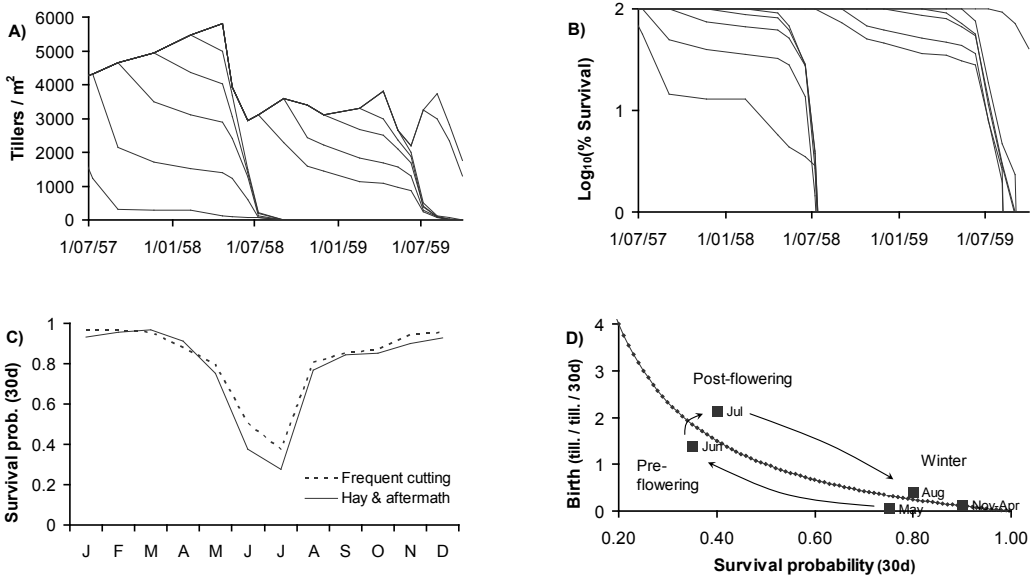 A)
Tillers / m²
6000
5000
4000
3000
2000
1000
0
1/07/57
1/01/58
1/07/58
1/01/59
1/07/59
B)
Log₁₀(% Survival)
2
1
0
1/07/57
1/01/58
1/07/58
1/01/59
1/07/59
C)
Survival prob. (30d)
1
0.8
0.6
0.4
0.2
0
Frequent cutting
Hay & aftermath
J F M A M J J A S O N D
D)
Birth (till. / till. / 30d)
4
3
2
1
0
Post-flowering
Jul
Jun
Pre-
flowering
Winter
Aug
May
Nov-Apr
0.20 0.40 0.60 0.80 1.00
Survival probability (30d)